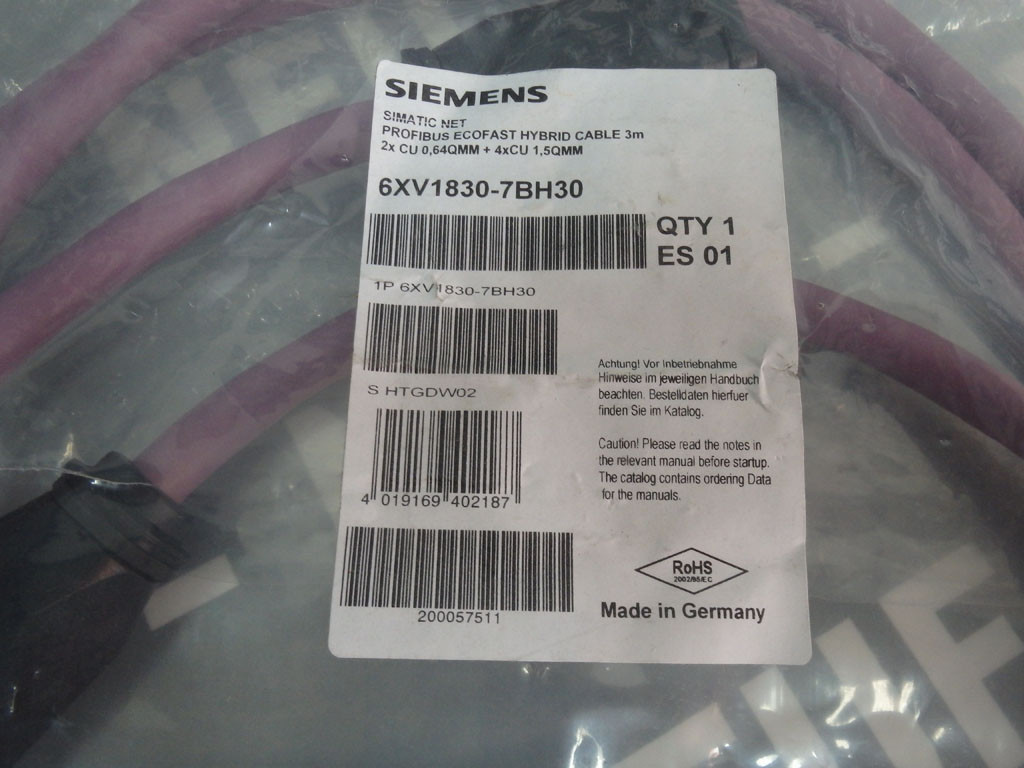 SIEMENS
SIMATIC NET
PROFIBUS ECOFAST HYBRID CABLE 3m
2x CU 0,64QMM + 4xCU 1,5QMM
6XV1830-7BH30
QTY 1
ES 01
1P 6XV1830-7BH30
S HTGDW02
4 019169 402187
200057511
Achtung! Vor Inbetriebnahme
Hinweise im jeweiligen Handbuch
beachten. Bestelldaten hierfuer
finden Sie im Katalog.
Caution! Please read the notes in
the relevant manual before startup.
The catalog contains ordering Data
for the manuals.
RoHS
2002/95/EC
Made in Germany